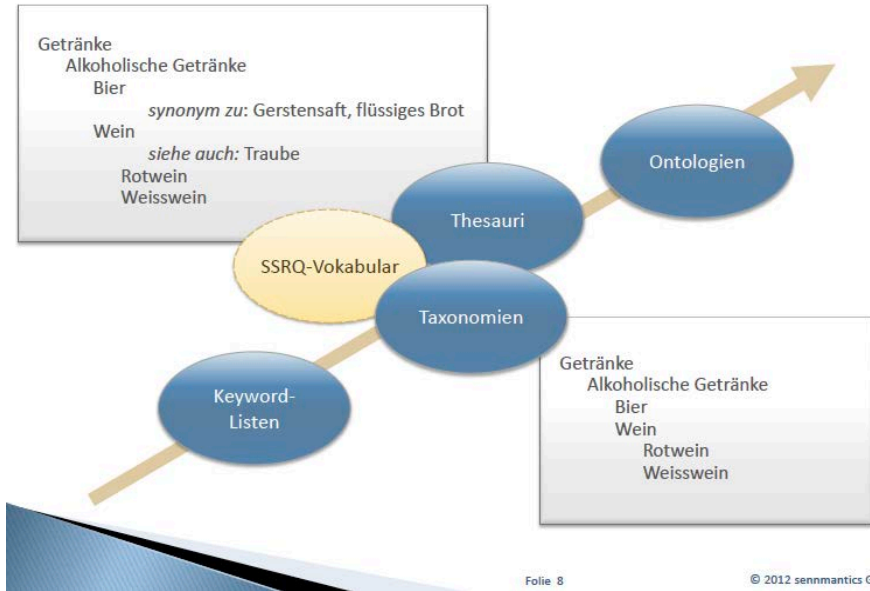 Getränke
Alkoholische Getränke
Bier
synonym zu: Gerstensaft, flüssiges Brot
Wein
siehe auch: Traube
Rotwein
Weisswein
Ontologien
Thesauri
SSRQ-Vokabular
Taxonomien
Keyword-
Listen
Getränke
Alkoholische Getränke
Bier
Wein
Rotwein
Weisswein
Folie 8
© 2012 sennmantics G